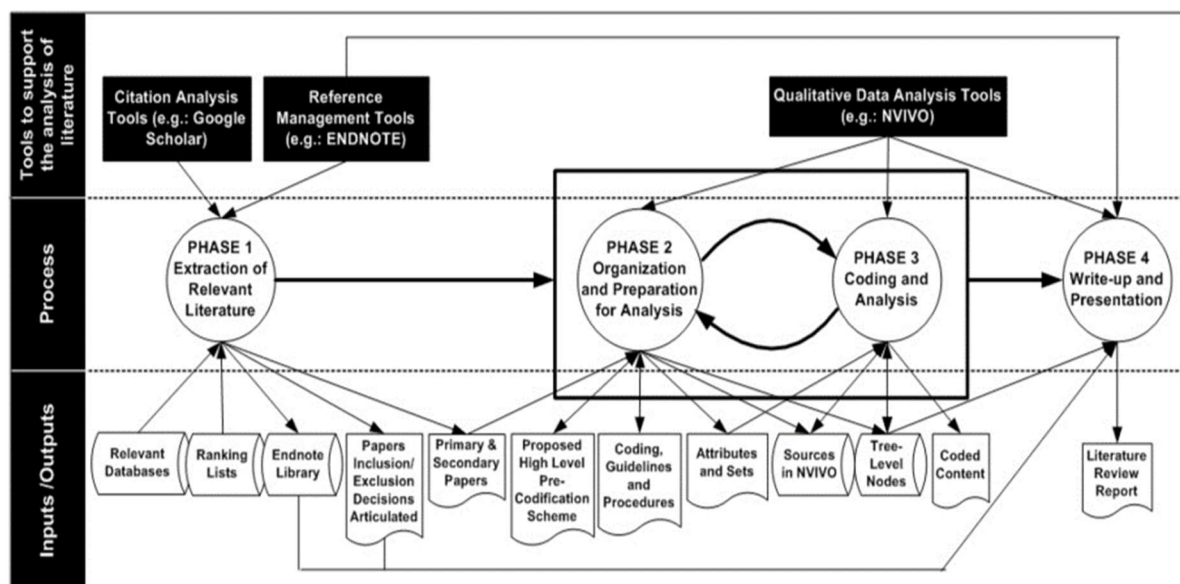 Tools to support
the analysis of
literature
Citation Analysis
Tools (e.g.: Google
Scholar)
Reference
Management Tools
(e.g.: ENDNOTE)
Qualitative Data Analysis Tools
(e.g.: NVIVO)
Process
PHASE 1
Extraction of
Relevant
Literature
PHASE 2
Organization
and Preparation
for Analysis
PHASE 3
Coding and
Analysis
PHASE 4
Write-up and
Presentation
Inputs /Outputs
Relevant
Databases
Ranking
Lists
Endnote
Library
Papers
Inclusion/
Exclusion
Decisions
Articulated
Primary &
Secondary
Papers
Proposed
High Level
Pre-
Codification
Scheme
Coding,
Guidelines
and
Procedures
Attributes
and Sets
Sources
in NVIVO
Tree-
Level
Nodes
Coded
Content
Literature
Review
Report